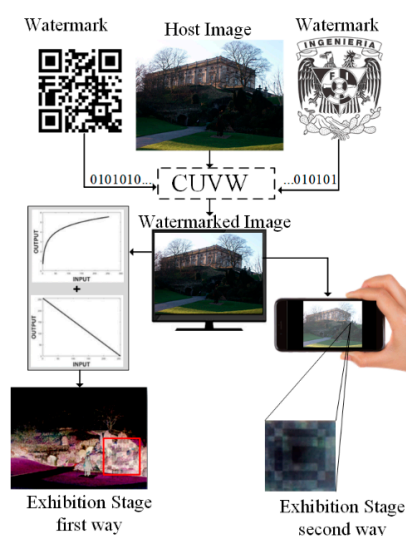 Watermark
Host Image
Watermark
INGENIERIA
F I
0101010...
CUVW
...010101
Watermarked Image
OUTPUT
INPUT
+
OUTPUT
INPUT
Exhibition Stage
first way
Exhibition Stage
second way